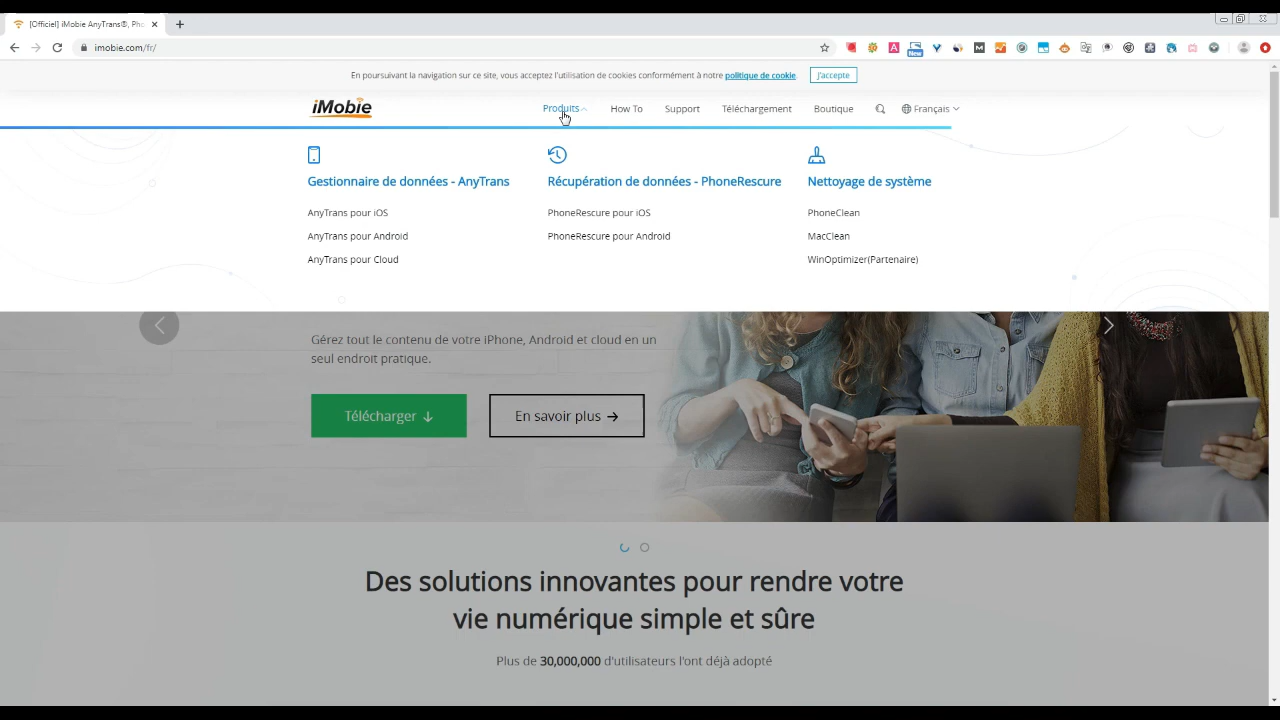 [Officiel] iMobie AnyTrans®, Pho
imobie.com/fr/
New
En poursuivant la navigation sur ce site, vous acceptez l'utilisation de cookies conformément à notre politique de cookie.
J'accepte
iMobie
Produits
How To
Support
Téléchargement
Boutique
Français
Gestionnaire de données - AnyTrans
AnyTrans pour iOS
AnyTrans pour Android
AnyTrans pour Cloud
Récupération de données - PhoneRescure
PhoneRescure pour iOS
PhoneRescure pour Android
Nettoyage de système
PhoneClean
MacClean
WinOptimizer(Partenaire)
Gérez tout le contenu de votre iPhone, Android et cloud en un
seul endroit pratique.
Télécharger ↓
En savoir plus →
Des solutions innovantes pour rendre votre
vie numérique simple et sûre
Plus de 30,000,000 d'utilisateurs l'ont déjà adopté